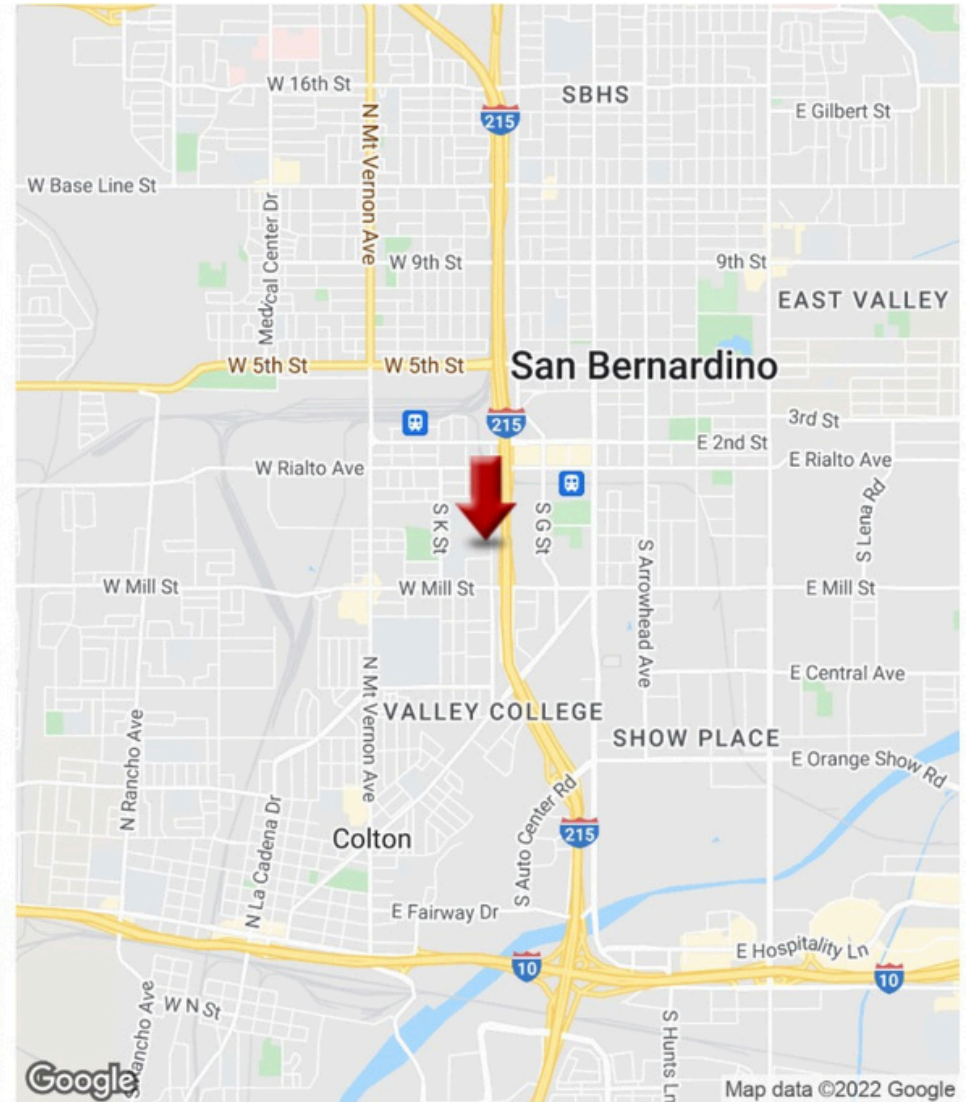 W 16th St
SBHS
E Gilbert St
215
N Mt Vernon Ave
W Base Line St
Medical Center Dr
W 9th St
9th St
EAST VALLEY
W 5th St
W 5th St
San Bernardino
215
3rd St
E 2nd St
W Rialto Ave
E Rialto Ave
S K St
S G St
S Lena Rd
S Arrowhead Ave
W Mill St
W Mill St
E Mill St
N Mt Vernon Ave
E Central Ave
VALLEY COLLEGE
SHOW PLACE
N Rancho Ave
E Orange Show Rd
N La Cadena Dr
S Auto Center Rd
Colton
215
E Fairway Dr
E Hospitality Ln
10
10
W N St
S Rancho Ave
S Hunts Ln
Google
Map data ©2022 Google